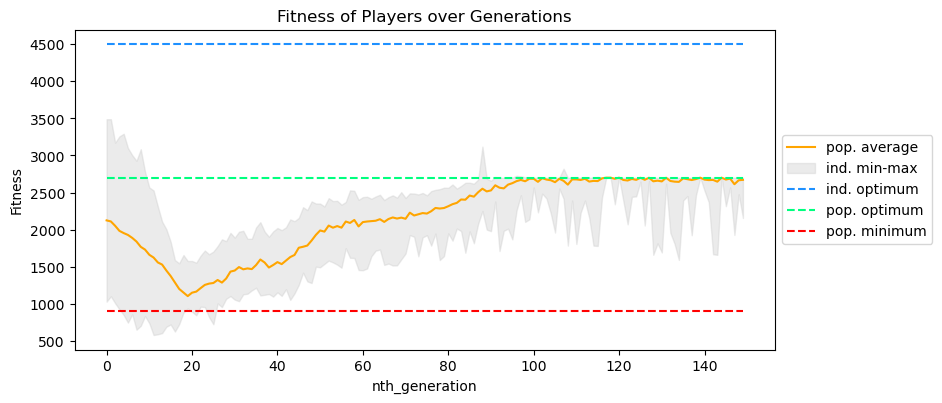 Fitness of Players over Generations
Fitness
4500
4000
3500
3000
2500
2000
1500
1000
500
0
20
40
60
80
100
120
140
nth_generation
pop. average
ind. min-max
ind. optimum
pop. optimum
pop. minimum